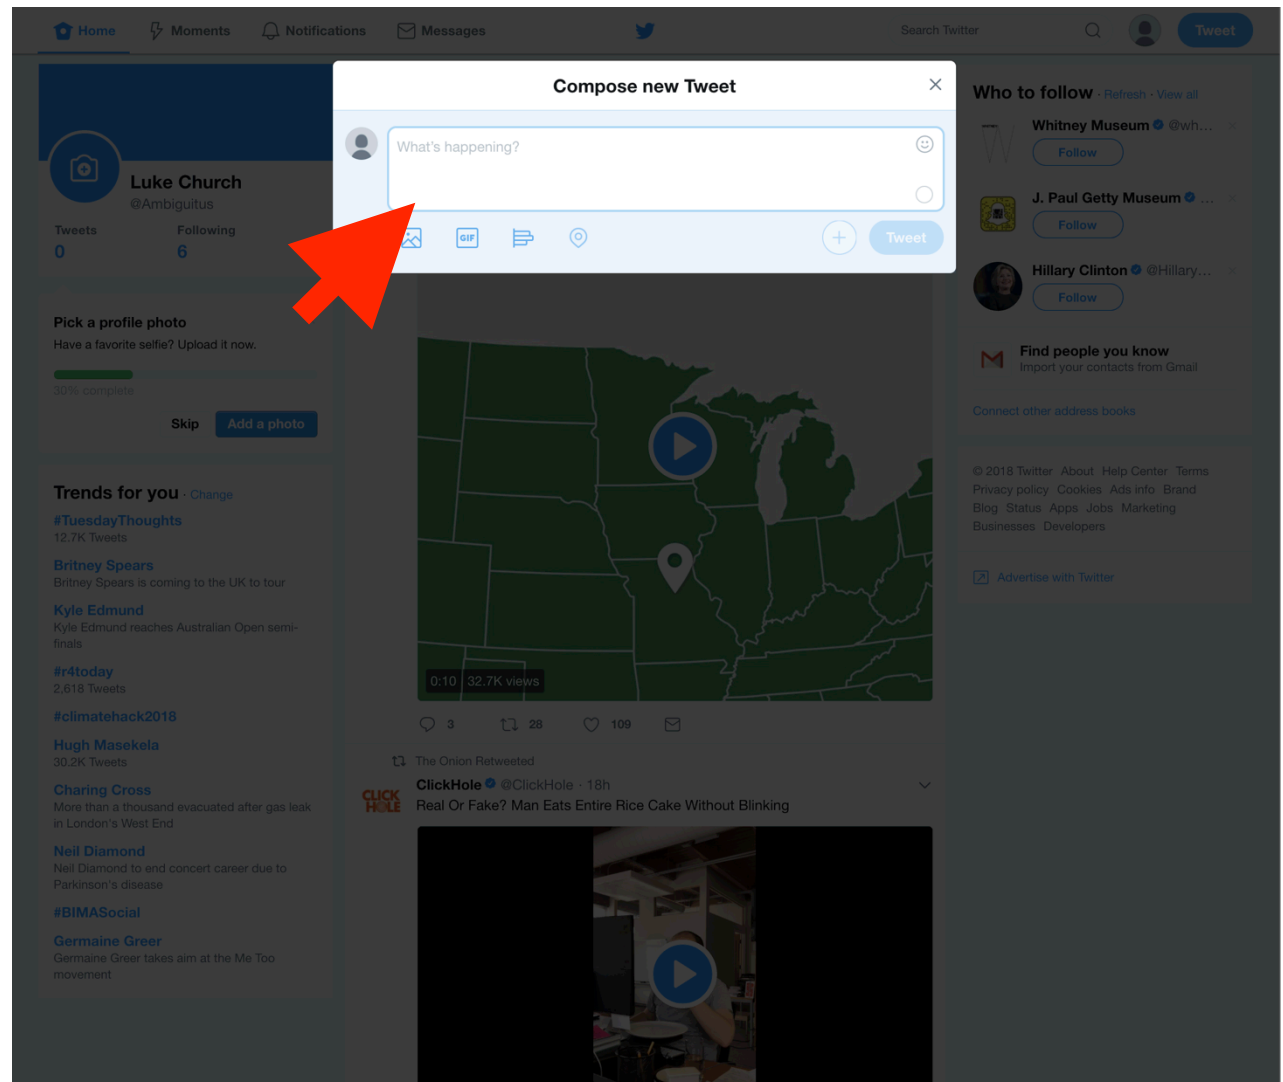 Home
Moments
Notifications
Messages
Search Twitter
Tweet
Compose new Tweet
What's happening?
GIF
Tweet
Luke Church
@Ambiguitus
Tweets
Following
0
6
Pick a profile photo
Have a favorite selfie? Upload it now.
30% complete
Skip
Add a photo
Trends for you · Change
#TuesdayThoughts
12.7K Tweets
Britney Spears
Britney Spears is coming to the UK to tour
Kyle Edmund
Kyle Edmund reaches Australian Open semi-
finals
#r4today
2,618 Tweets
#climatehack2018
Hugh Masekela
30.2K Tweets
Charing Cross
More than a thousand evacuated after gas leak
in London's West End
Neil Diamond
Neil Diamond to end concert career due to
Parkinson's disease
#BIMASocial
Germaine Greer
Germaine Greer takes aim at the Me Too
movement
0:10 32.7K views
3
28
109
The Onion Retweeted
CLICK
HOLE
ClickHole @ClickHole · 18h
Real Or Fake? Man Eats Entire Rice Cake Without Blinking
Who to follow · Refresh · View all
Whitney Museum @wh...
Follow
J. Paul Getty Museum ...
Follow
Hillary Clinton @Hillary...
Follow
Find people you know
Import your contacts from Gmail
Connect other address books
© 2018 Twitter About Help Center Terms
Privacy policy Cookies Ads info Brand
Blog Status Apps Jobs Marketing
Businesses Developers
Advertise with Twitter